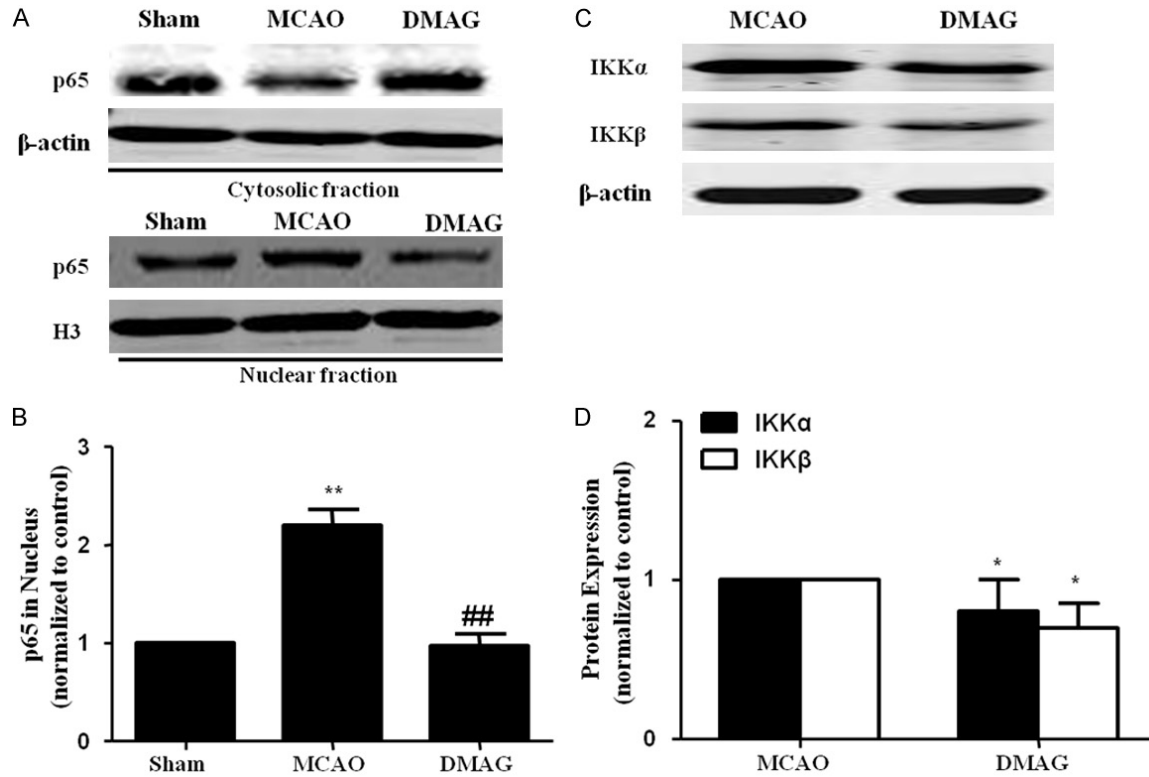 A
Sham MCAO DMAG
p65
β-actin
Cytosolic fraction
Sham MCAO DMAG
p65
H3
Nuclear fraction
C
MCAO DMAG
IKKα
IKKβ
β-actin
B
p65 in Nucleus
(normalized to control)
3
2
1
0
**
##
Sham MCAO DMAG
D
Protein Expression
(normalized to control)
2
1
0
IKKα
IKKβ
*
*
MCAO DMAG